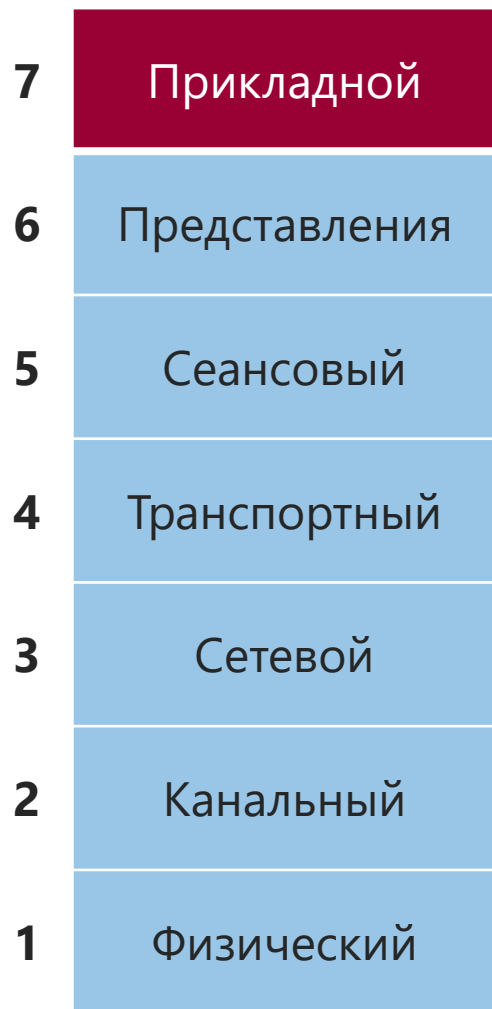 7 Прикладной
6 Представления
5 Сеансовый
4 Транспортный
3 Сетевой
2 Канальный
1 Физический